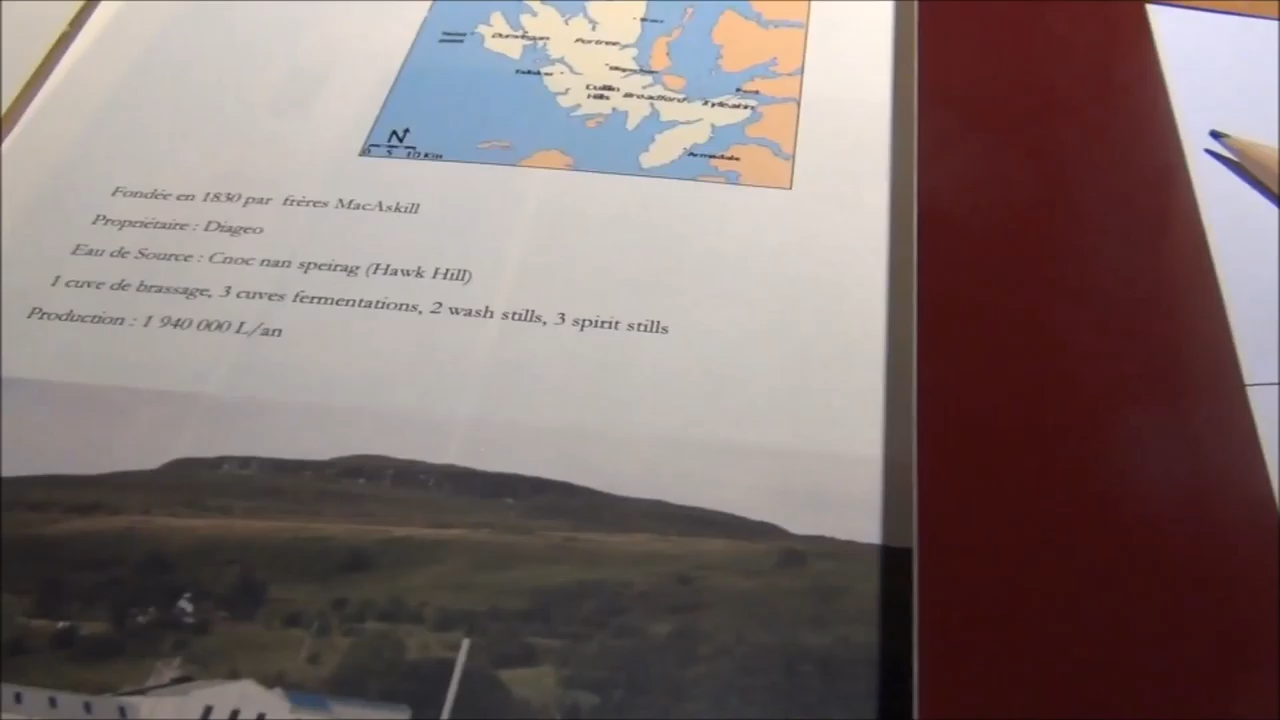 Dunvegan
Portree
Cuillin
Hills
Broadford
Kyleakin
Armadale
N
0 5 10 Km
Fondée en 1830 par frères MacAskill
Propriétaire : Diageo
Eau de Source : Cnoc nan speirag (Hawk Hill)
1 cuve de brassage, 3 cuves fermentations, 2 wash stills, 3 spirit stills
Production : 1 940 000 L/an